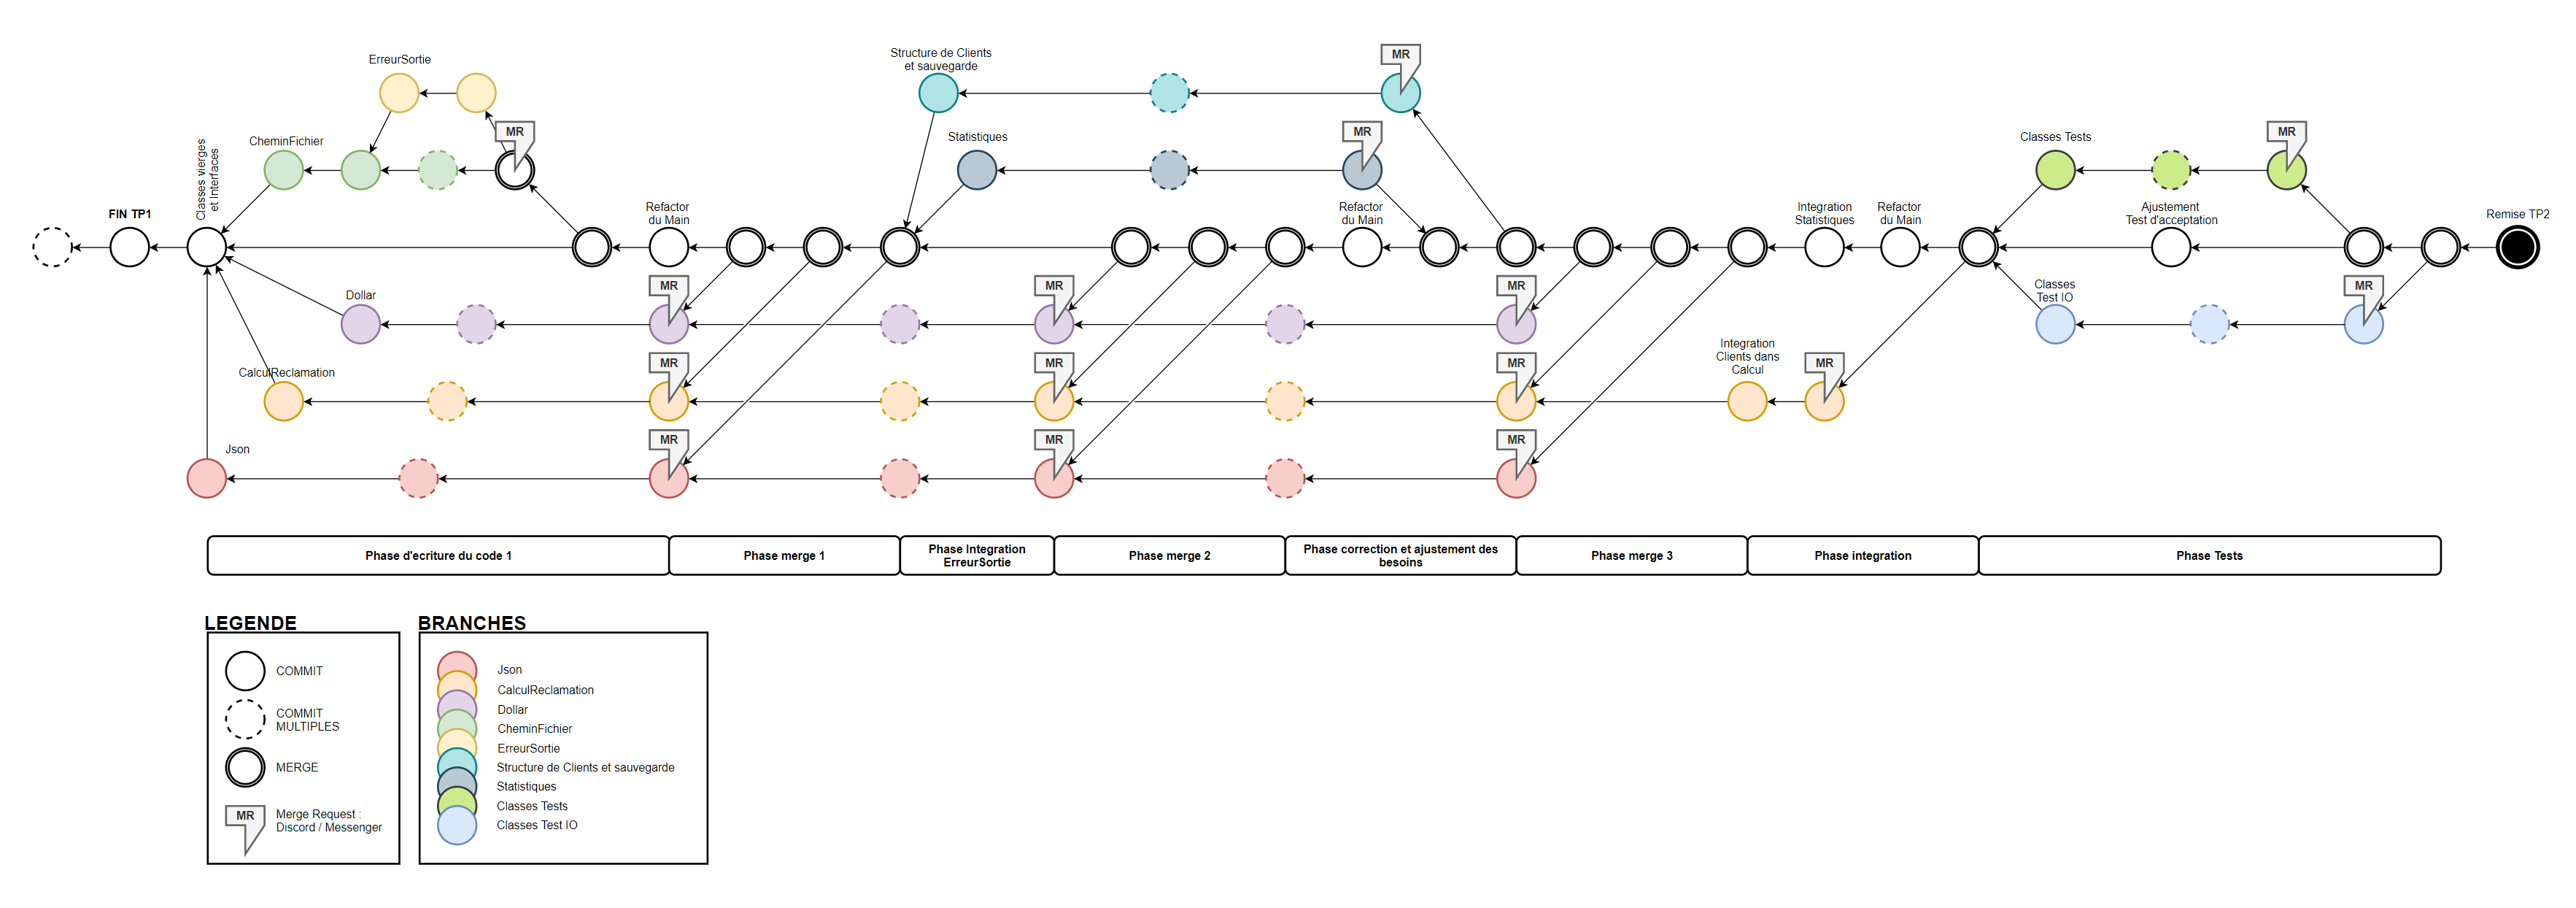 Structure de Clients
et sauvegarde
MR
ErreurSortie
MR
MR
MR
CheminFichier
Statistiques
Classes Tests
Classes vierges
et Interfaces
FIN TP1
Refactor
du Main
Refactor
du Main
Integration
Statistiques
Refactor
du Main
Ajustement
Test d'acceptation
Remise TP2
Dollar
MR
MR
MR
Classes
Test IO
MR
CalculReclamation
MR
MR
MR
Integration
Clients dans
Calcul
MR
Json
MR
MR
MR
Phase d'ecriture du code 1
Phase merge 1
Phase Integration
ErreurSortie
Phase merge 2
Phase correction et ajustement des
besoins
Phase merge 3
Phase integration
Phase Tests
LEGENDE
COMMIT
COMMIT
MULTIPLES
MERGE
MR
Merge Request :
Discord / Messenger
BRANCHES
Json
CalculReclamation
Dollar
CheminFichier
ErreurSortie
Structure de Clients et sauvegarde
Statistiques
Classes Tests
Classes Test IO